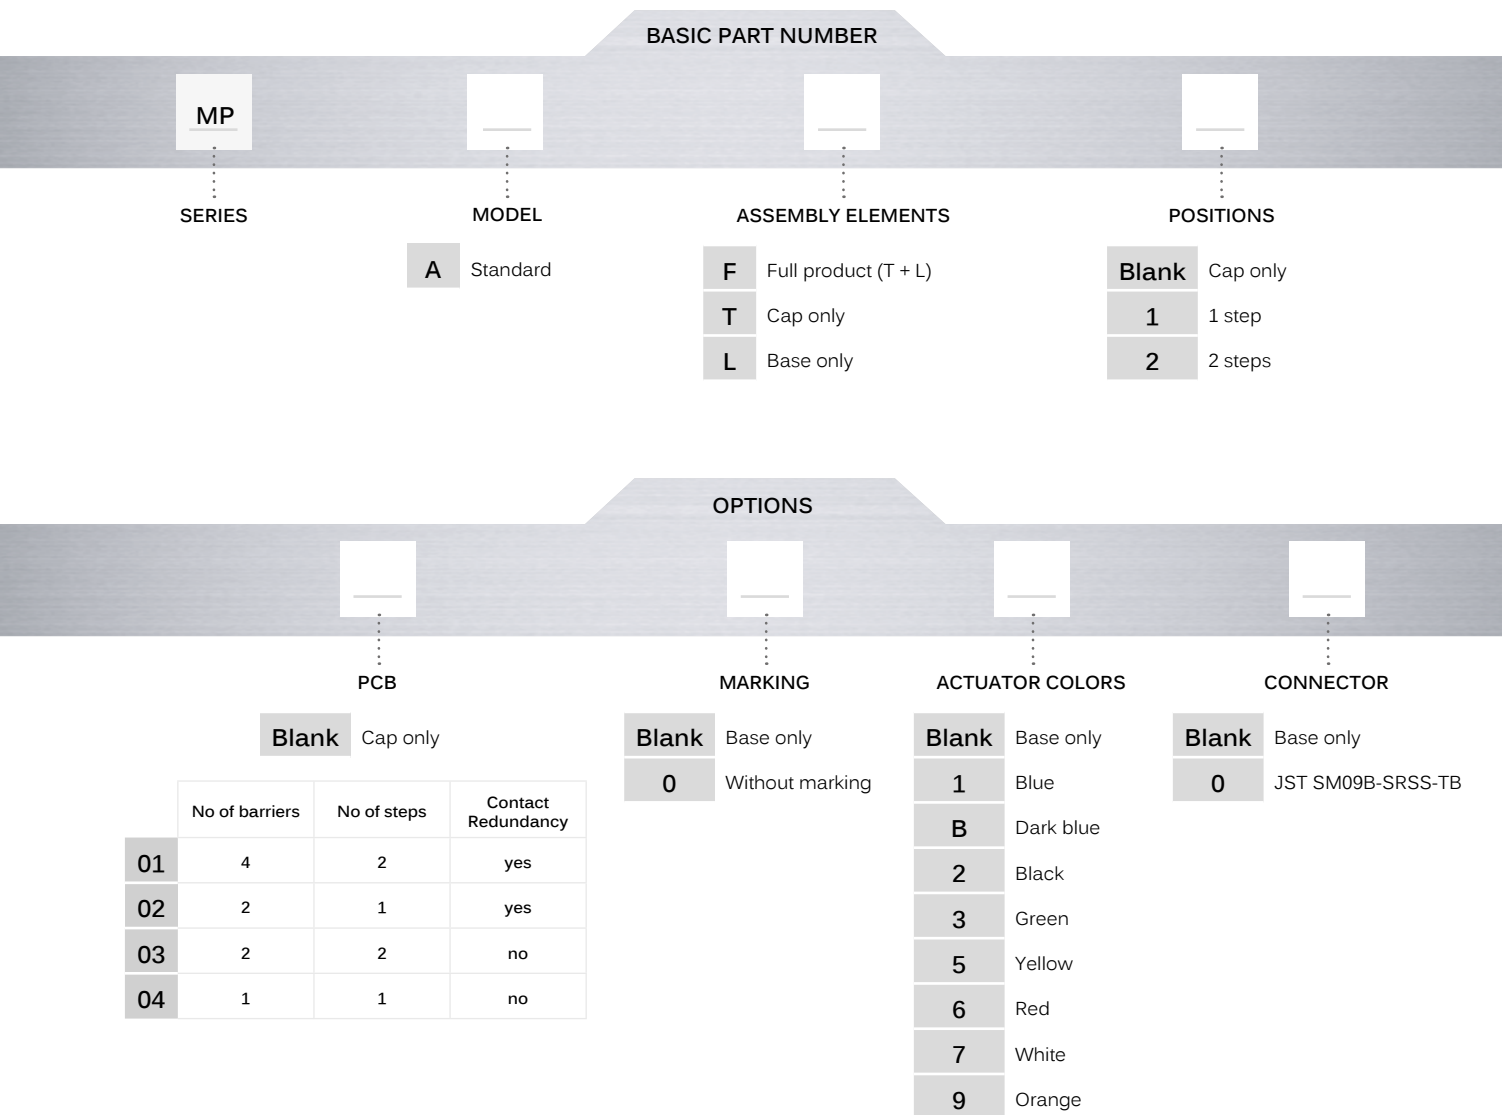 BASIC PART NUMBER
MP
SERIES
MODEL
A Standard
ASSEMBLY ELEMENTS
F Full product (T + L)
T Cap only
L Base only
POSITIONS
Blank Cap only
1 1 step
2 2 steps
OPTIONS
PCB
Blank Cap only
No of barriers No of steps Contact Redundancy
01 4 2 yes
02 2 1 yes
03 2 2 no
04 1 1 no
MARKING
Blank Base only
0 Without marking
ACTUATOR COLORS
Blank Base only
1 Blue
B Dark blue
2 Black
3 Green
5 Yellow
6 Red
7 White
9 Orange
CONNECTOR
Blank Base only
0 JST SM09B-SRSS-TB